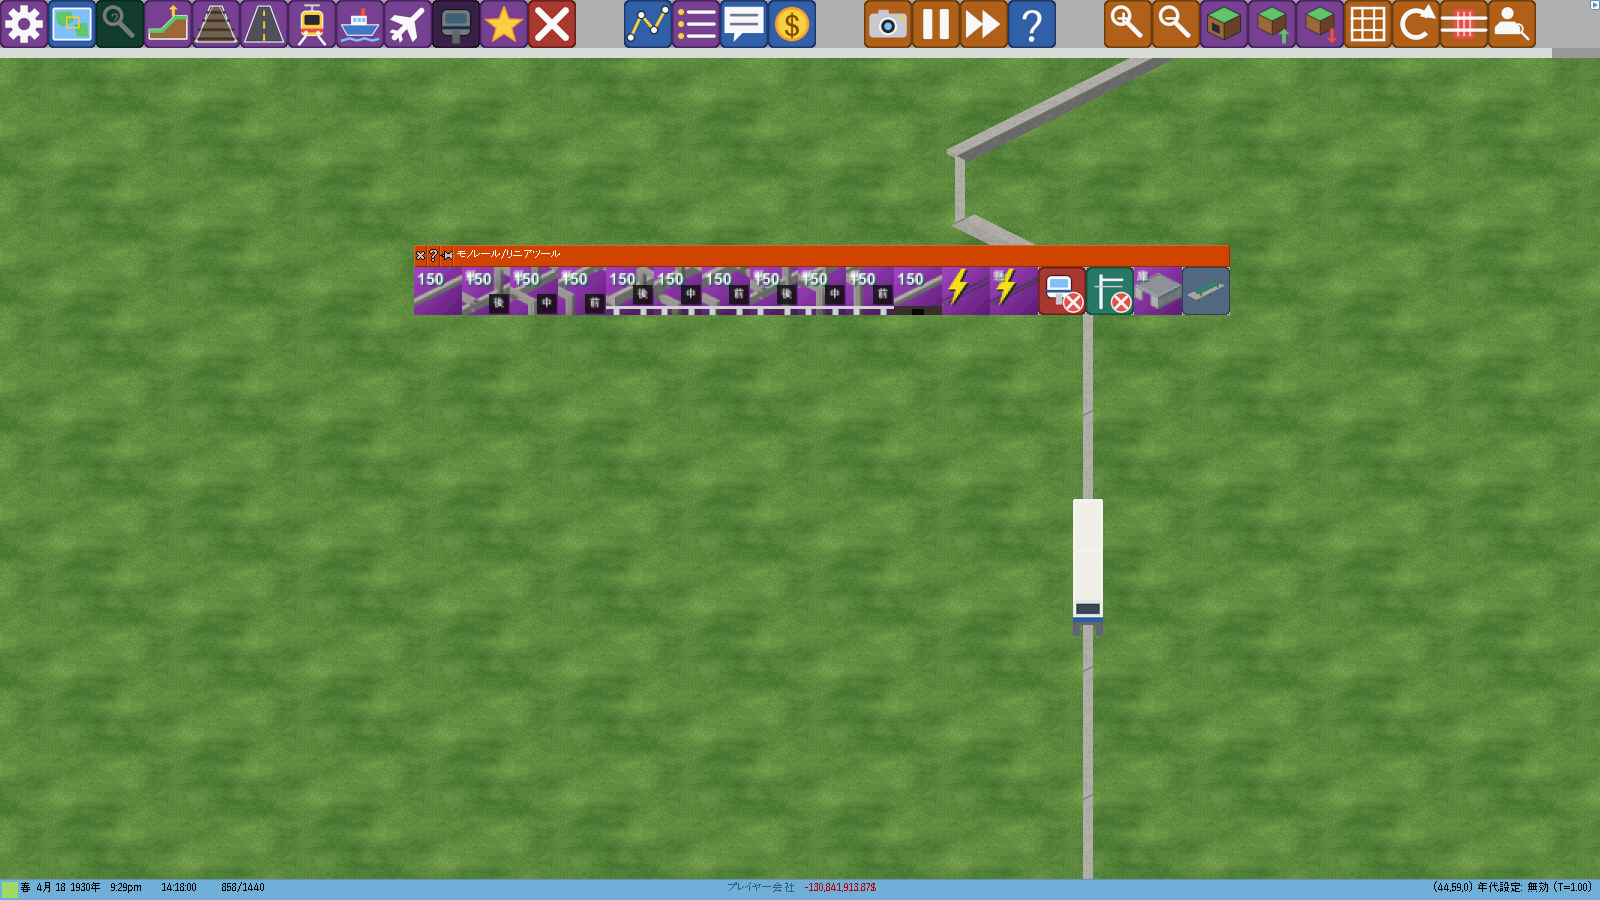 モノレール/リニアツール
150 150 150 150 150 150 150 150 150 150 150
後 中 前 後 中 前 後 中 前
春 4月 18 1930年 9:29pm 14:18:00 858/1440
プレイヤー会社 -130,841,913.87$
(44,59,0) 年代設定: 無効 (T=1.00)